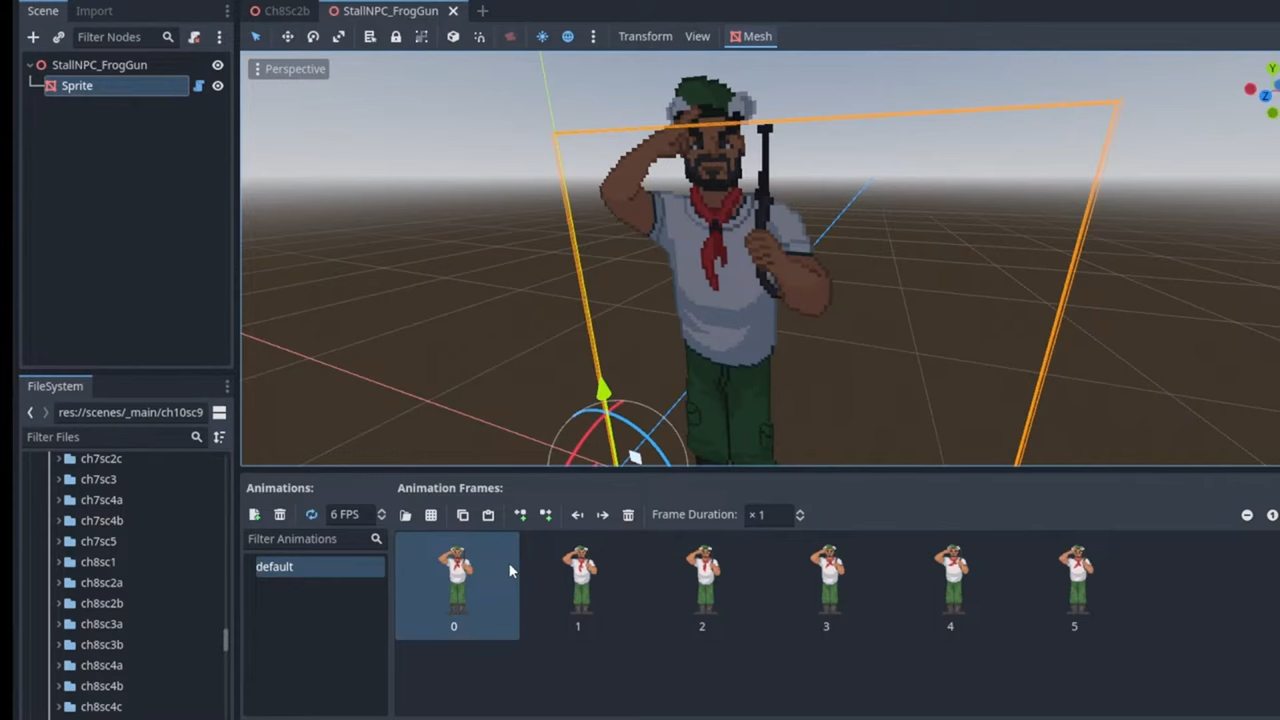 Scene Import
Ch8Sc2b StallNPC_FrogGun
Filter Nodes
Transform View Mesh
StallNPC_FrogGun
Perspective
Sprite
Y
Z
FileSystem
res://scenes/_main/ch10sc9
Filter Files
ch7sc2c
ch7sc3
ch7sc4a
ch7sc4b
ch7sc5
ch8sc1
ch8sc2a
ch8sc2b
ch8sc3a
ch8sc3b
ch8sc4a
ch8sc4b
ch8sc4c
Animations: Animation Frames:
6 FPS Frame Duration: × 1
Filter Animations
default
0 1 2 3 4 5